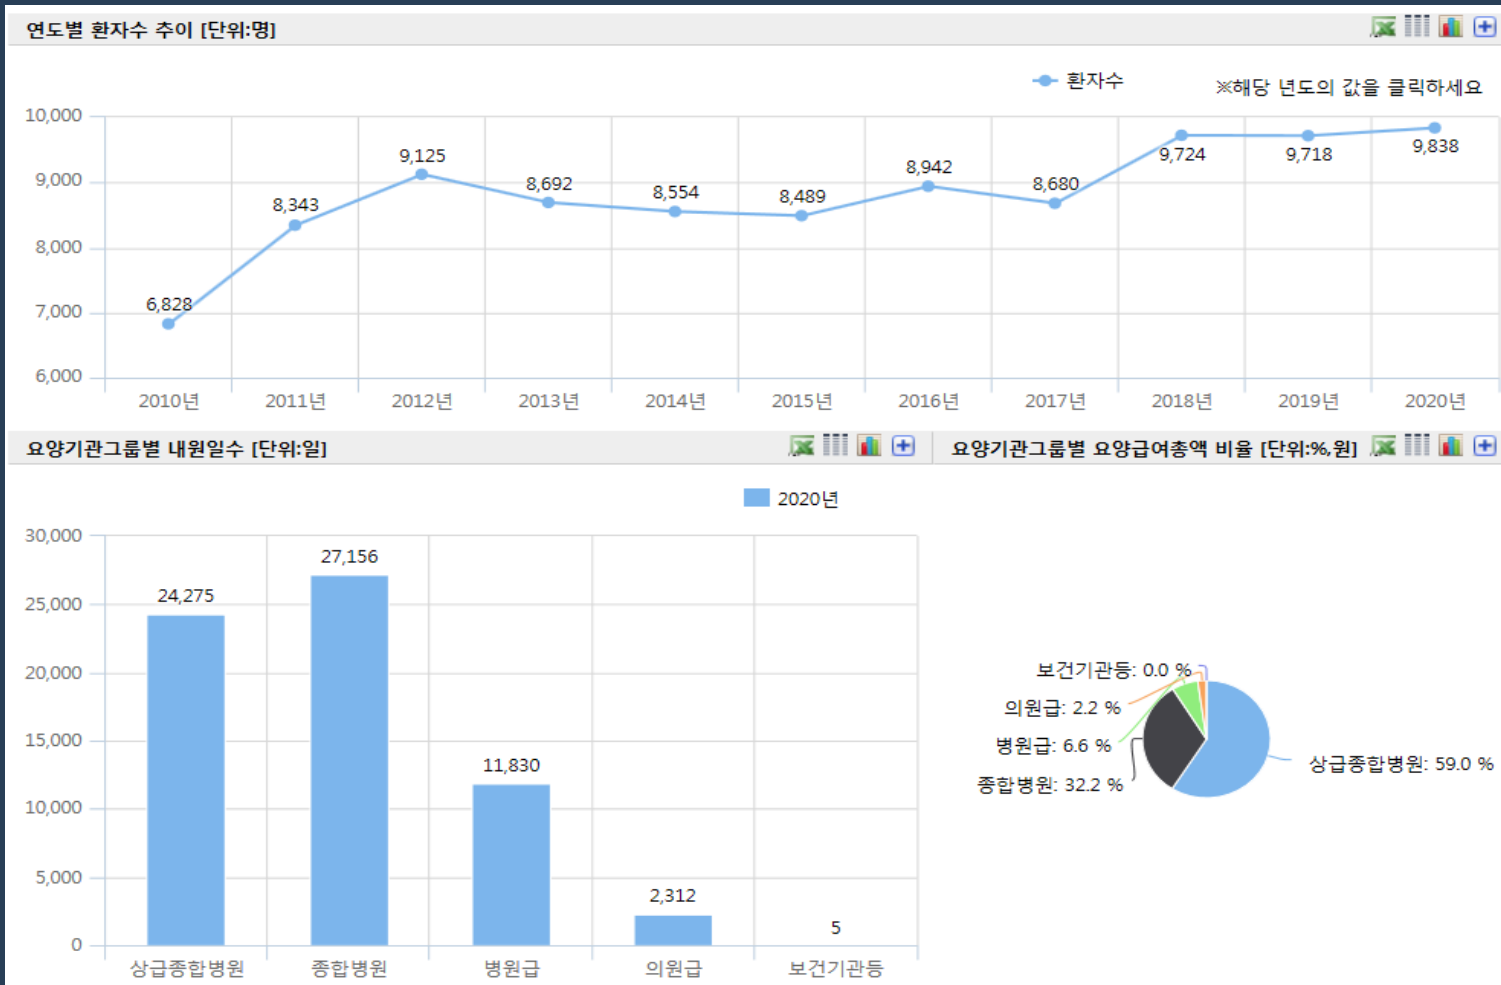 연도별 환자수 추이 [단위:명]
환자수
※해당 년도의 값을 클릭하세요
10,000
9,000
8,000
7,000
6,000
6,828
8,343
9,125
8,692
8,554
8,489
8,942
8,680
9,724
9,718
9,838
2010년
2011년
2012년
2013년
2014년
2015년
2016년
2017년
2018년
2019년
2020년
요양기관그룹별 내원일수 [단위:일]
2020년
30,000
25,000
20,000
15,000
10,000
5,000
0
24,275
27,156
11,830
2,312
5
상급종합병원
종합병원
병원급
의원급
보건기관등
요양기관그룹별 요양급여총액 비율 [단위:%,원]
보건기관등: 0.0 %
의원급: 2.2 %
병원급: 6.6 %
종합병원: 32.2 %
상급종합병원: 59.0 %